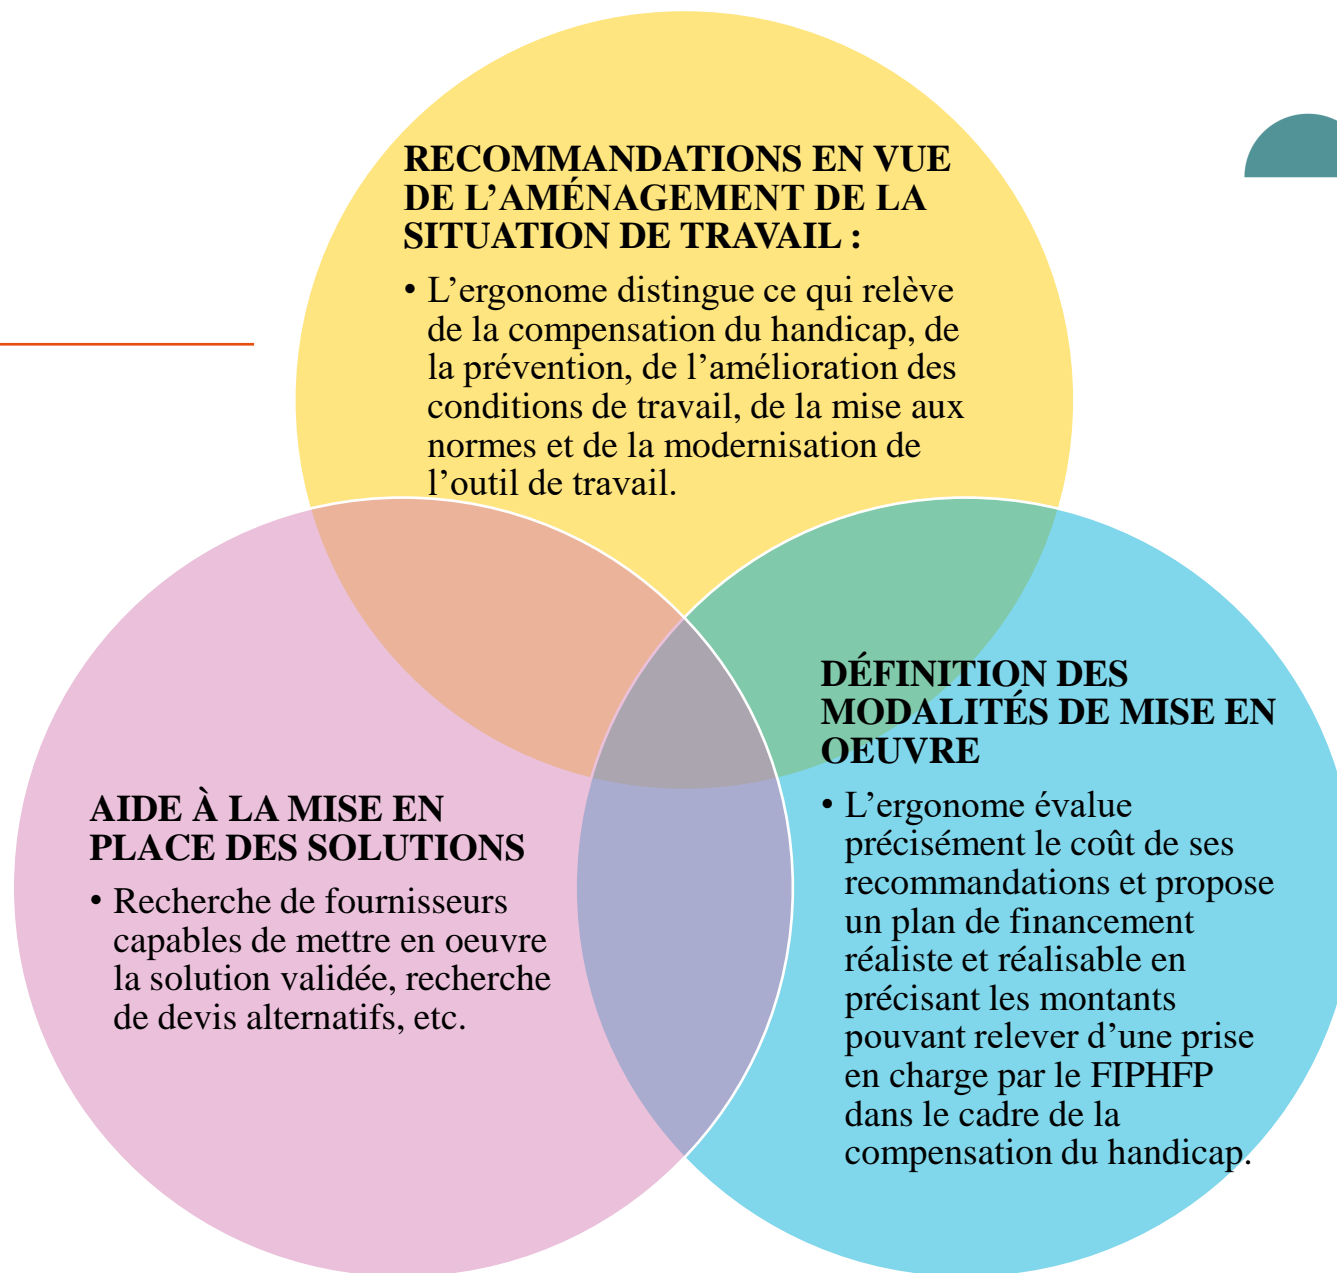 RECOMMANDATIONS EN VUE
DE L’AMÉNAGEMENT DE LA
SITUATION DE TRAVAIL :
• L’ergonome distingue ce qui relève
de la compensation du handicap, de
la prévention, de l’amélioration des
conditions de travail, de la mise aux
normes et de la modernisation de
l’outil de travail.
DÉFINITION DES
MODALITÉS DE MISE EN
OEUVRE
• L’ergonome évalue
précisément le coût de ses
recommandations et propose
un plan de financement
réaliste et réalisable en
précisant les montants
pouvant relever d’une prise
en charge par le FIPHFP
dans le cadre de la
compensation du handicap.
AIDE À LA MISE EN
PLACE DES SOLUTIONS
• Recherche de fournisseurs
capables de mettre en oeuvre
la solution validée, recherche
de devis alternatifs, etc.